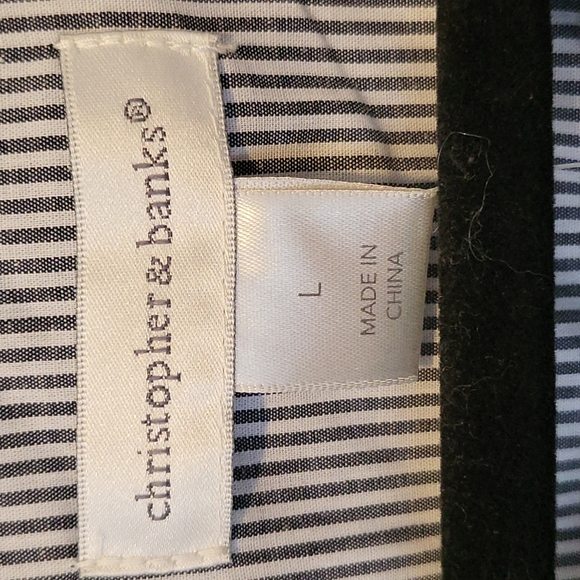 christopher & banks®
L
MADE IN
CHINA